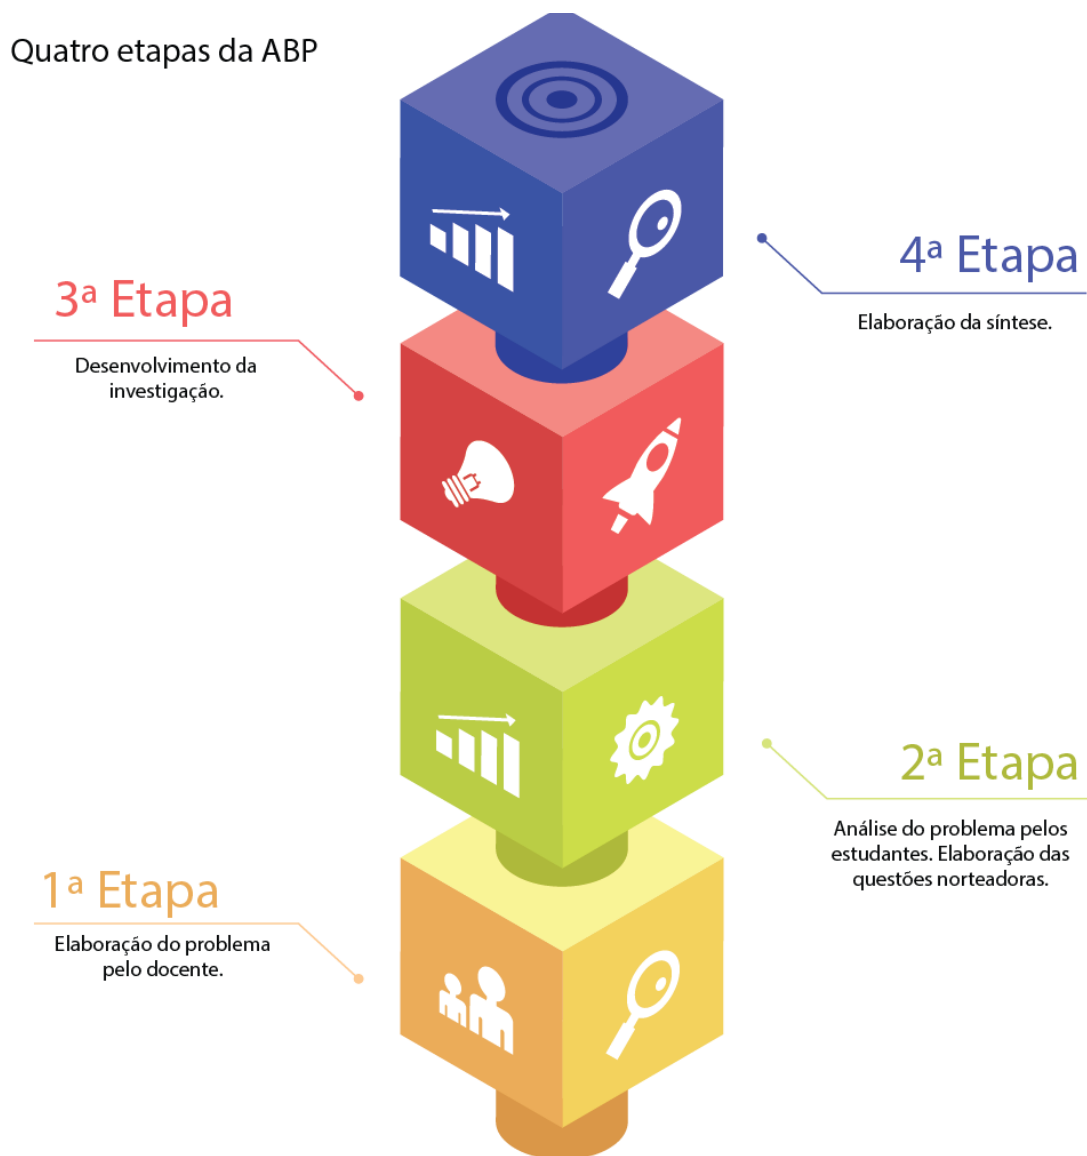 Quatro etapas da ABP
4ª Etapa
Elaboração da síntese.
3ª Etapa
Desenvolvimento da
investigação.
2ª Etapa
Análise do problema pelos
estudantes. Elaboração das
questões norteadoras.
1ª Etapa
Elaboração do problema
pelo docente.